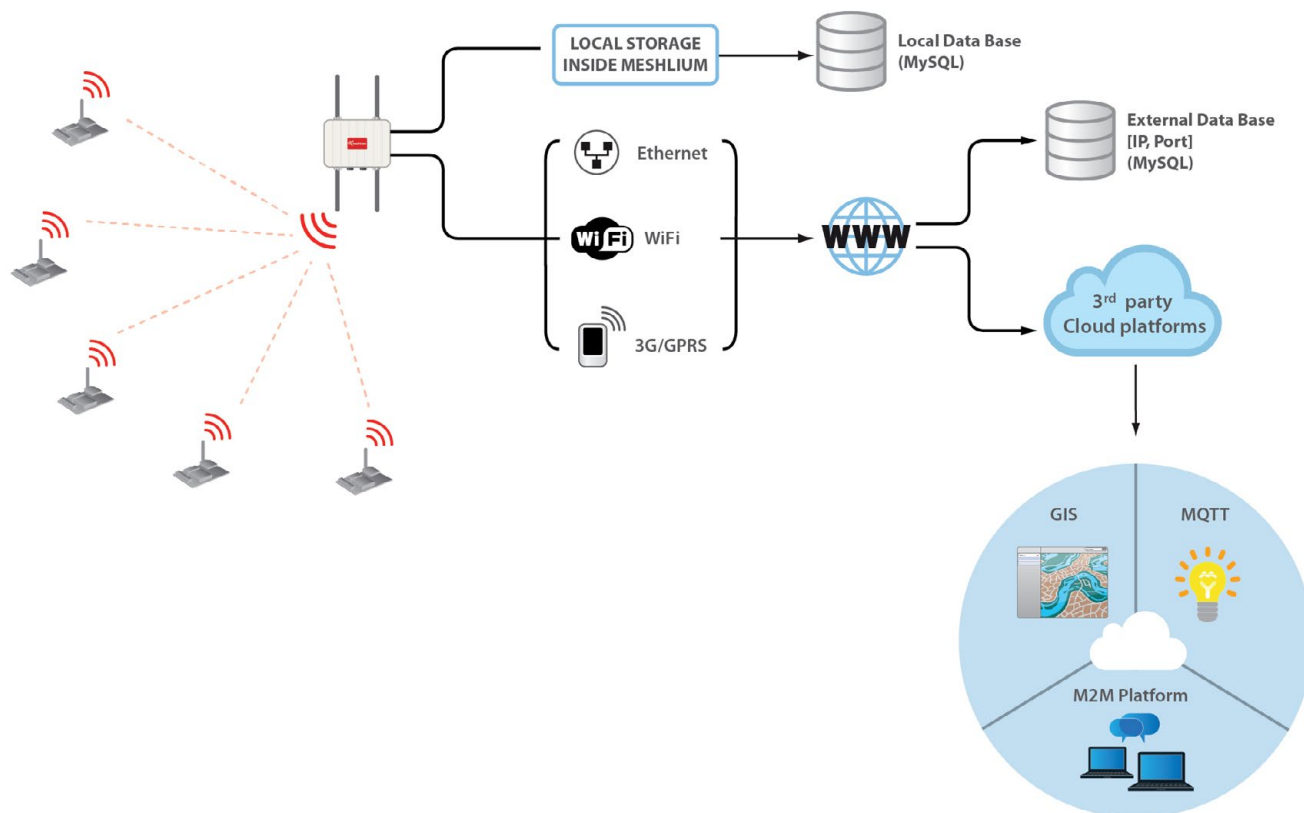 LOCAL STORAGE
INSIDE MESHLIUM
Local Data Base
(MySQL)
External Data Base
[IP, Port]
(MySQL)
Ethernet
WiFi
WiFi
3G/GPRS
WWW
3rd party
Cloud platforms
GIS
MQTT
M2M Platform